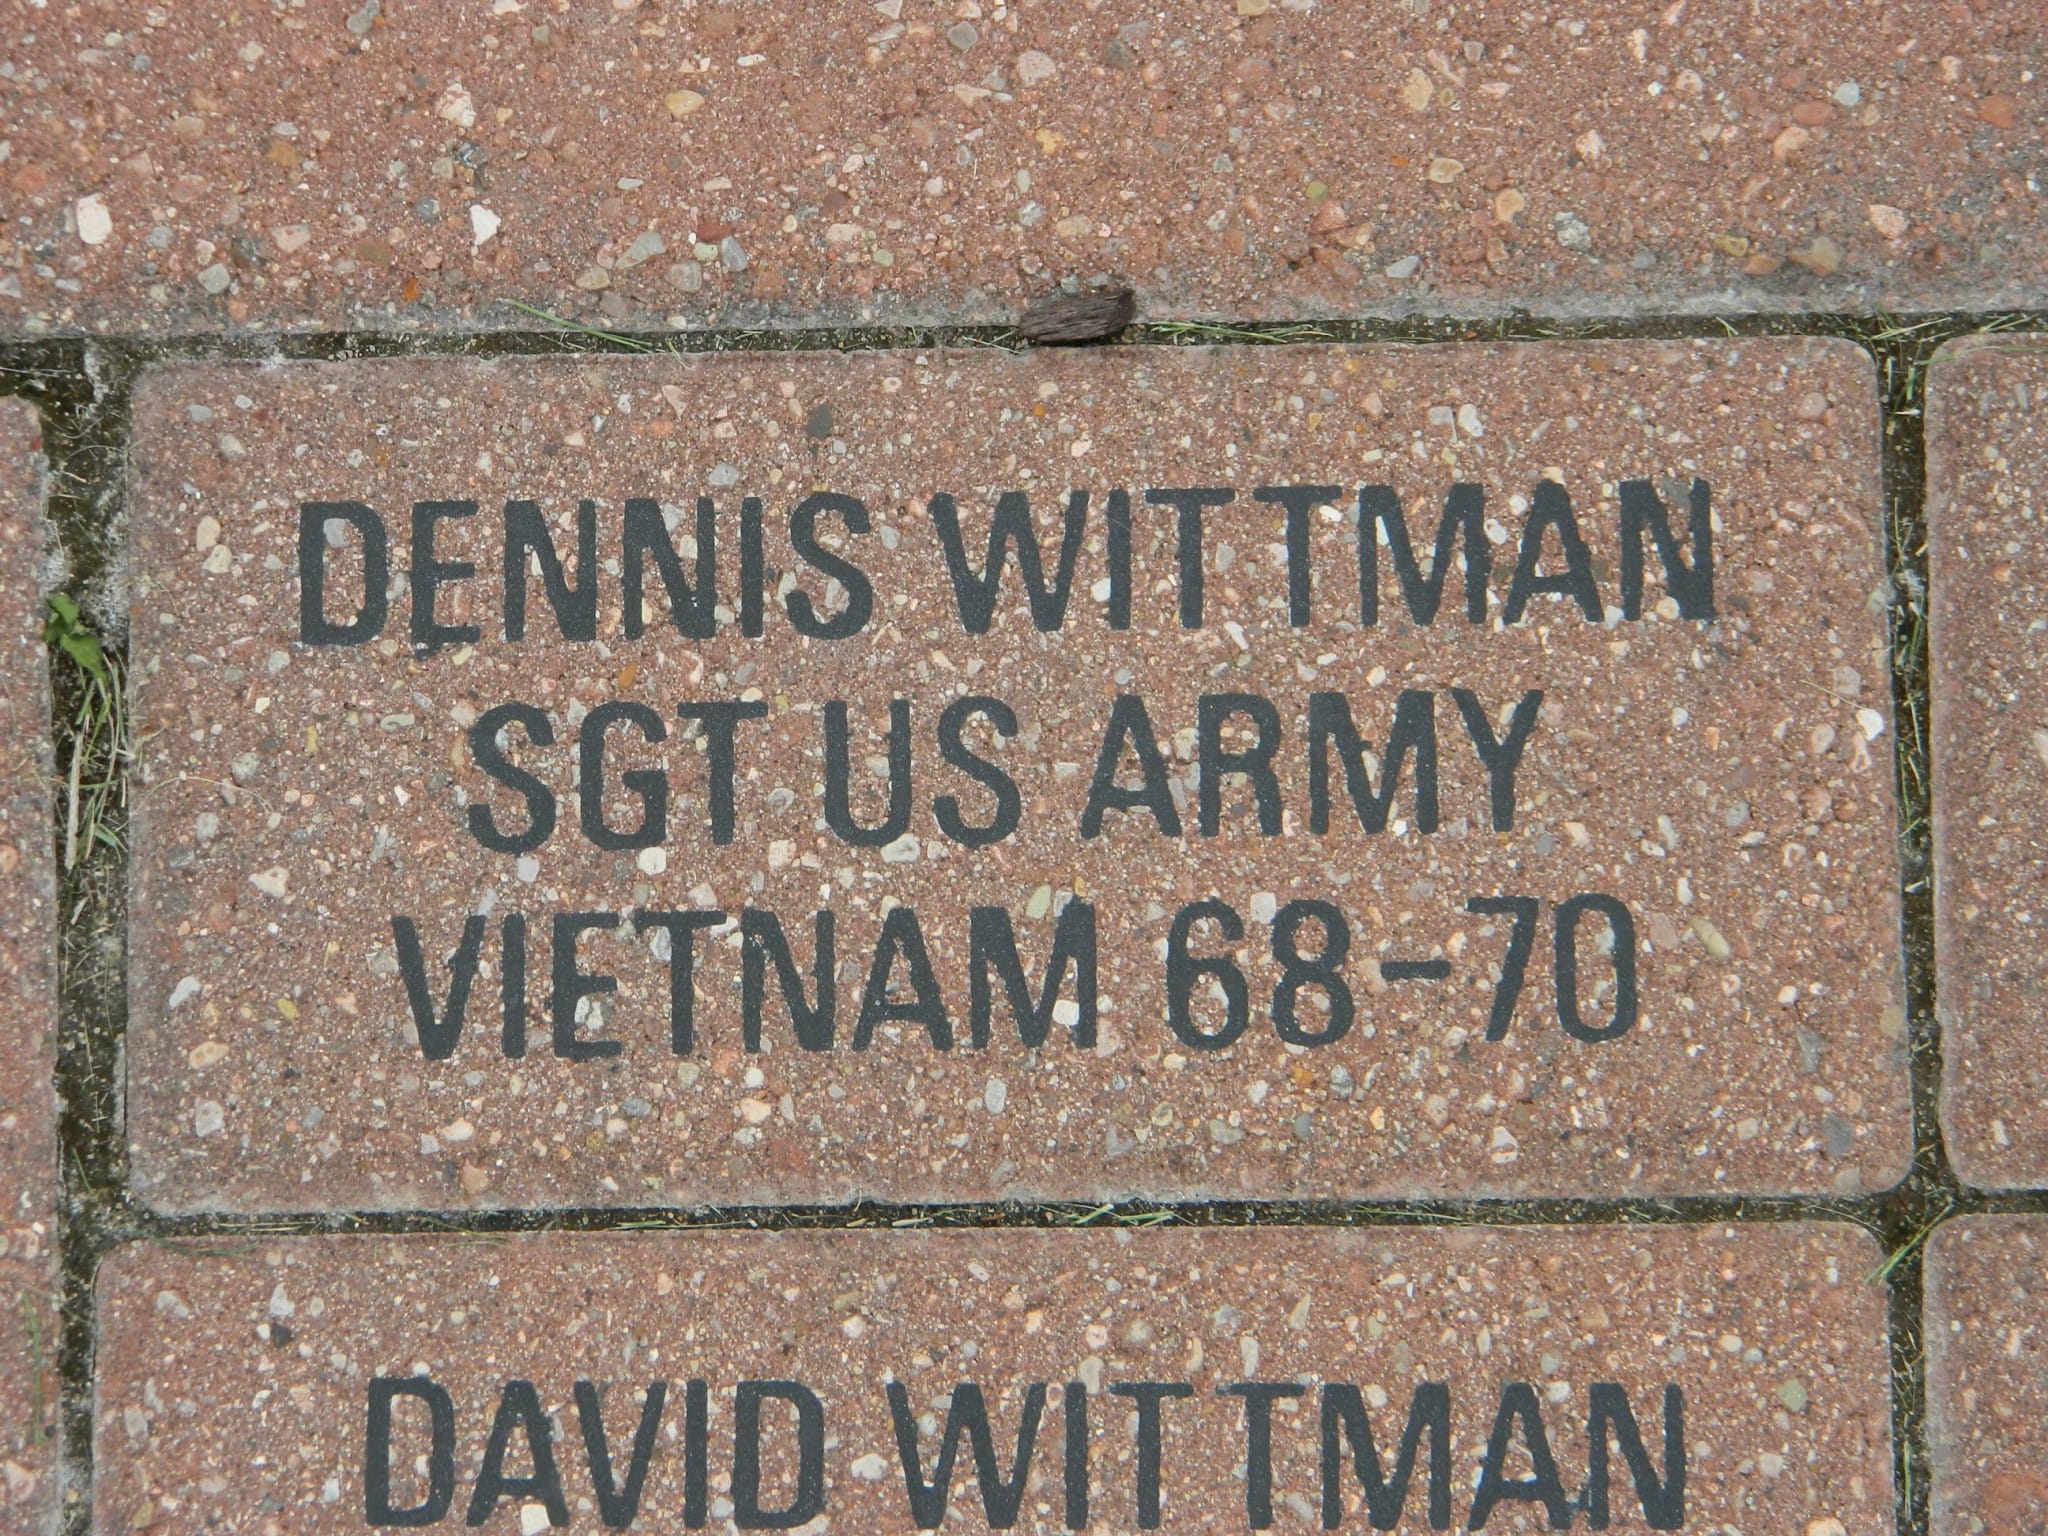 DENNIS WITTMAN
SGT US ARMY
VIETNAM 68-70
DAVID WITTMAN